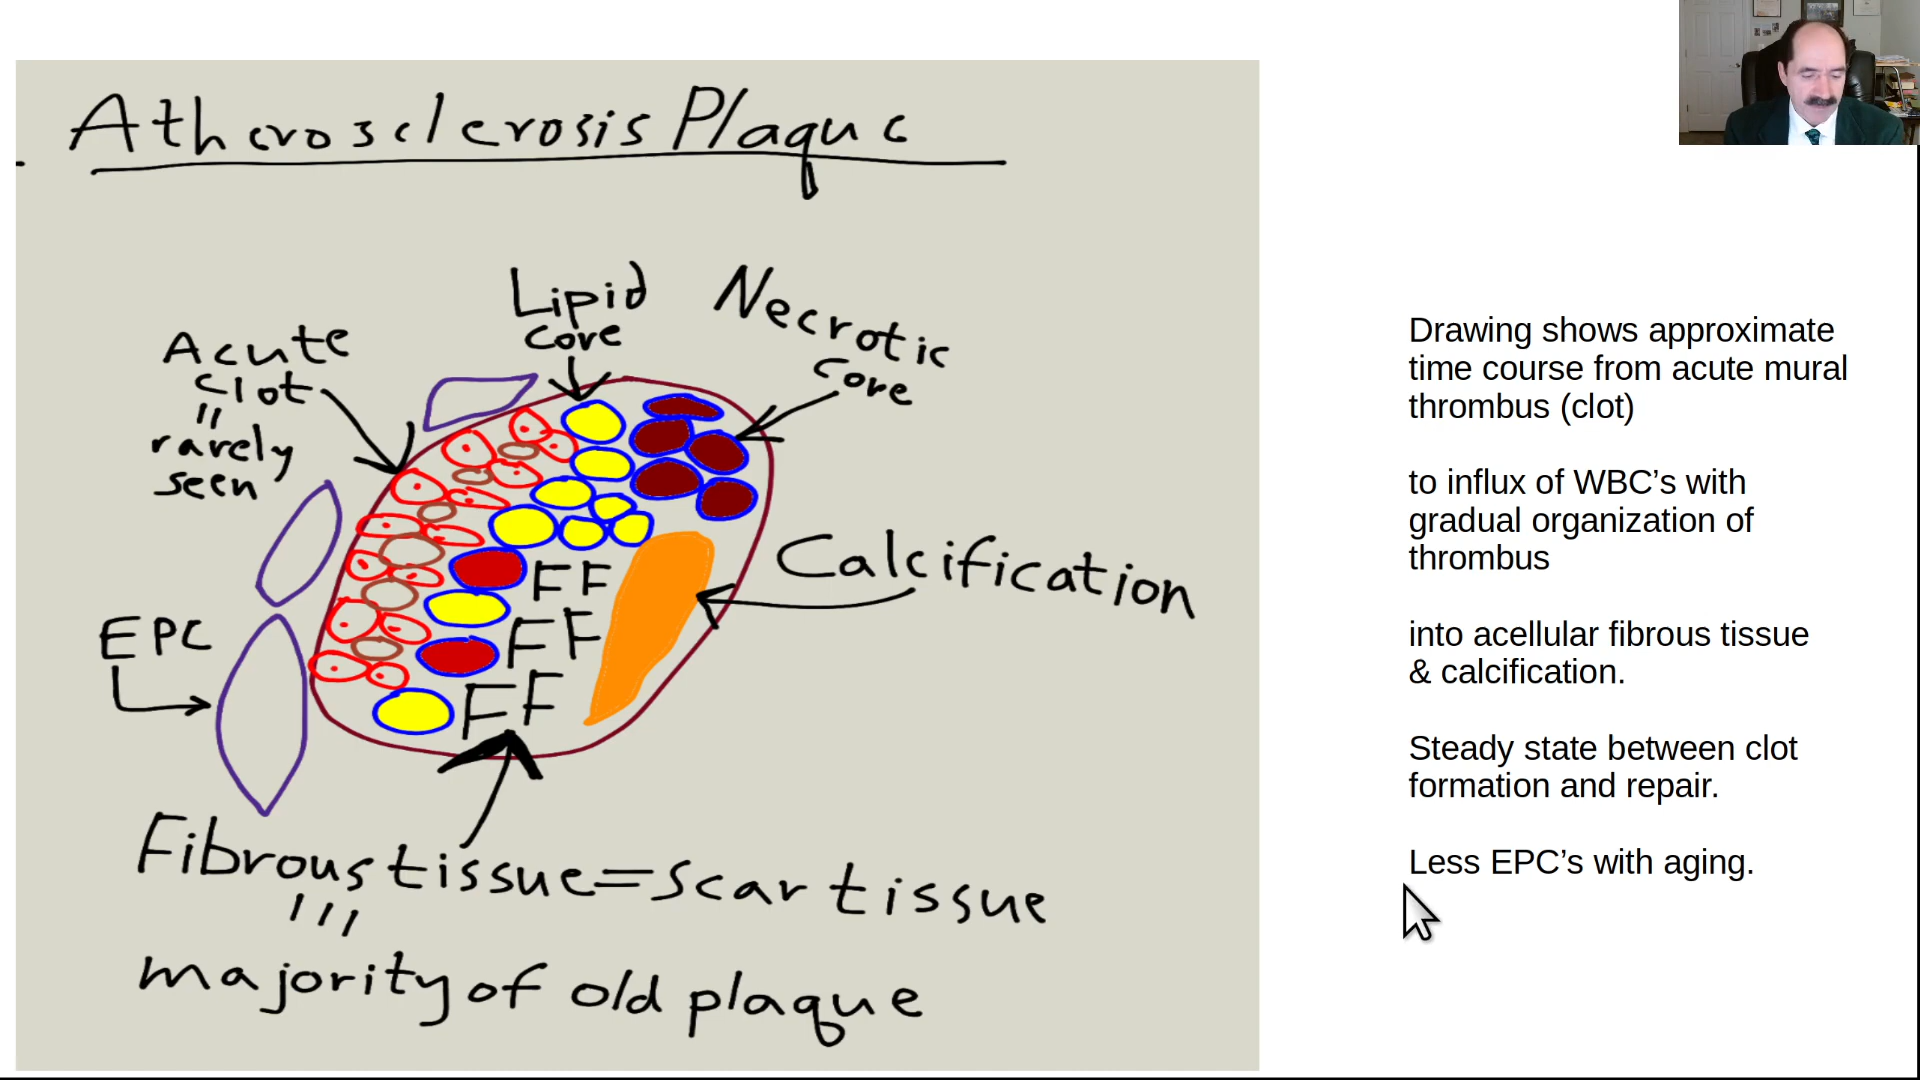 Atherosclerosis Plaque
Lipid
core
Necrotic
core
Acute
clot
"
rarely
seen
FF
FF
FF
Calcification
EPC
Fibrous tissue=scar tissue
majority of old plaque
Drawing shows approximate
time course from acute mural
thrombus (clot)
to influx of WBC’s with
gradual organization of
thrombus
into acellular fibrous tissue
& calcification.
Steady state between clot
formation and repair.
Less EPC’s with aging.